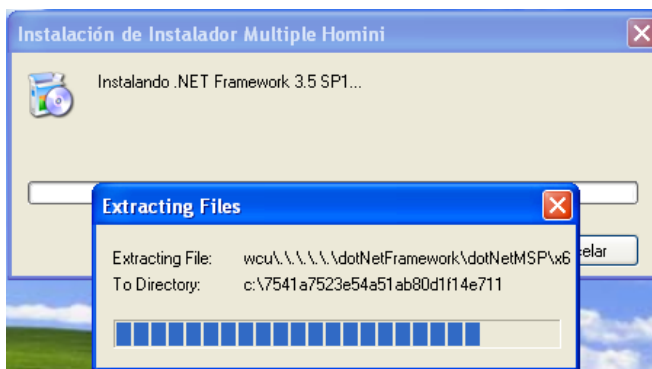 Instalación de Instalador Multiple Homini
Instalando .NET Framework 3.5 SP1...
Extracting Files
Extracting File: wcu\.\.\.\.\.\dotNetFramework\dotNetMSP\x6
elar
To Directory: c:\7541a7523e54a51ab80d1f14e711